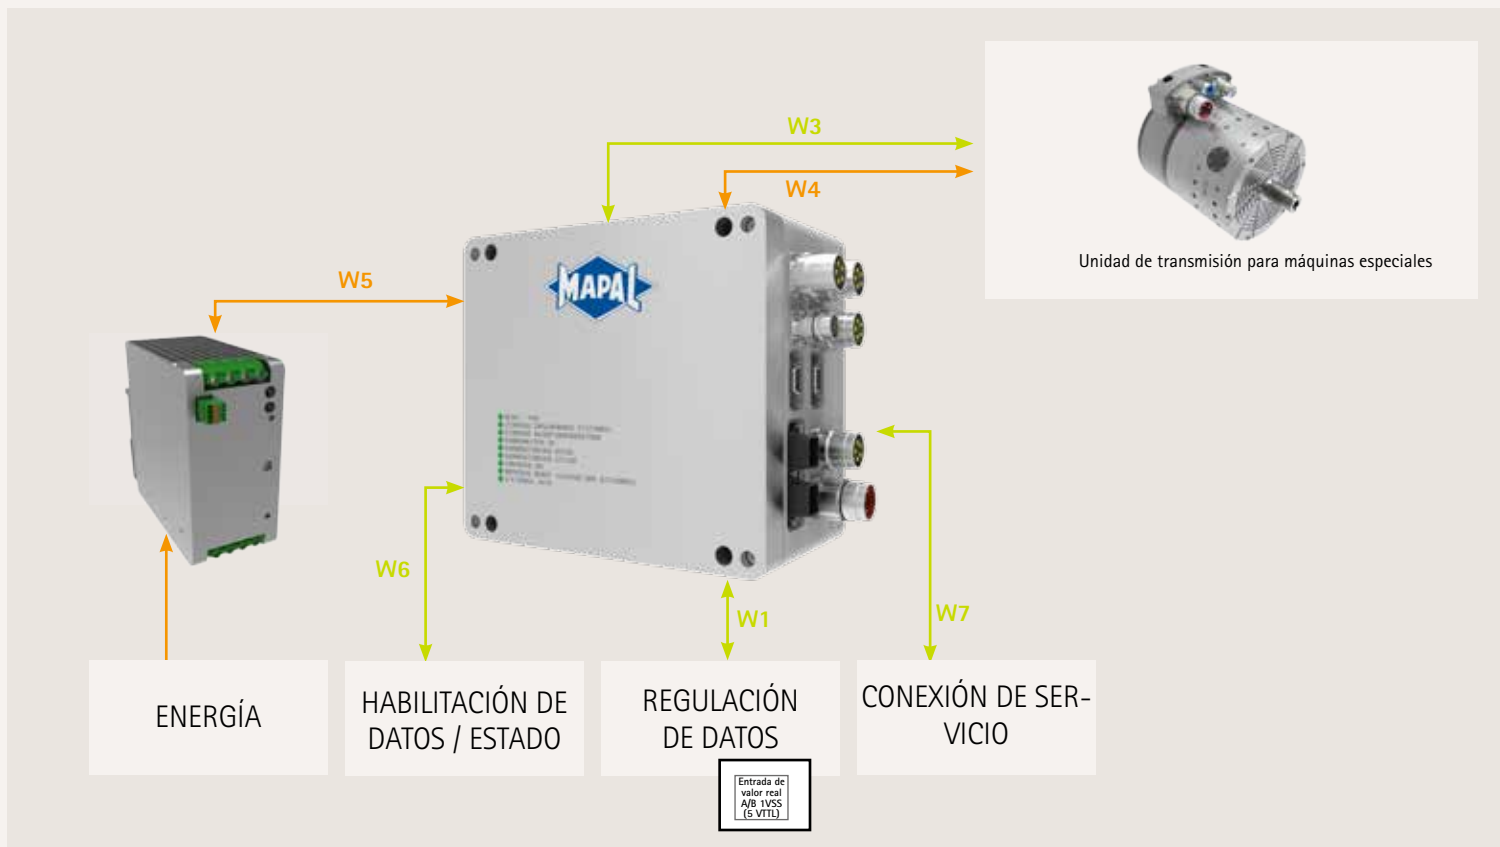 W3
W4
Unidad de transmisión para máquinas especiales
MAPAL
W5
W6
W1
W7
ENERGÍA
HABILITACIÓN DE
DATOS / ESTADO
REGULACIÓN
DE DATOS
CONEXIÓN DE SER-
VICIO
Entrada de
valor real
A/B 1VSS
(5 VTTL)